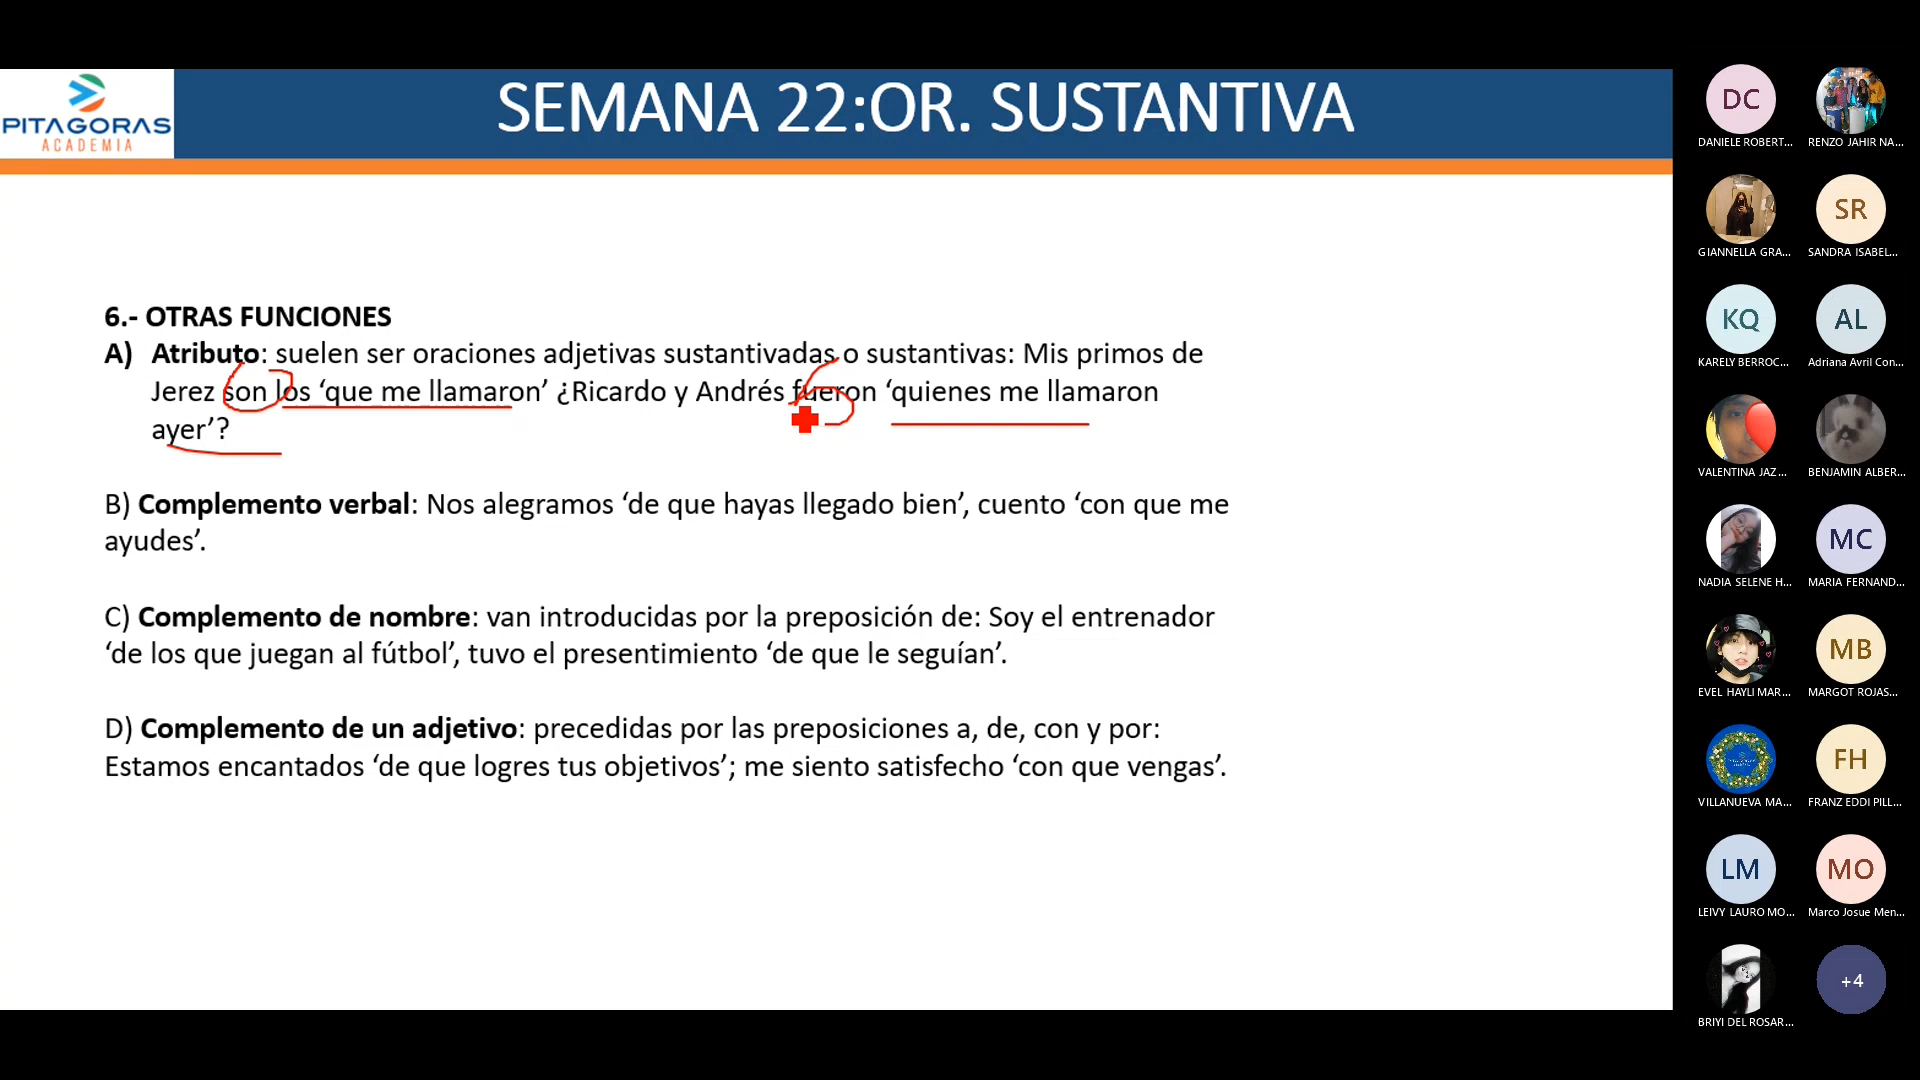 PITAGORAS
ACADEMIA
SEMANA 22:OR. SUSTANTIVA
6.- OTRAS FUNCIONES
A) Atributo: suelen ser oraciones adjetivas sustantivadas o sustantivas: Mis primos de
Jerez son los ‘que me llamaron’ ¿Ricardo y Andrés fueron ‘quienes me llamaron
ayer’?
B) Complemento verbal: Nos alegramos ‘de que hayas llegado bien’, cuento ‘con que me
ayudes’.
C) Complemento de nombre: van introducidas por la preposición de: Soy el entrenador
‘de los que juegan al fútbol’, tuvo el presentimiento ‘de que le seguían’.
D) Complemento de un adjetivo: precedidas por las preposiciones a, de, con y por:
Estamos encantados ‘de que logres tus objetivos’; me siento satisfecho ‘con que vengas’.
DC
DANIELE ROBERT... RENZO JAHIR NA...
SR
GIANNELLA GRA... SANDRA ISABEL...
KQ AL
KARELY BERROC... Adriana Avril Con...
VALENTINA JAZ... BENJAMIN ALBER...
MC
NADIA SELENE H... MARIA FERNAND...
MB
EVEL HAYLI MAR... MARGOT ROJAS...
FH
VILLANUEVA MA... FRANZ EDDI PILL...
LM MO
LEIVY LAURO MO... Marco Josue Men...
+4
BRIYI DEL ROSAR...